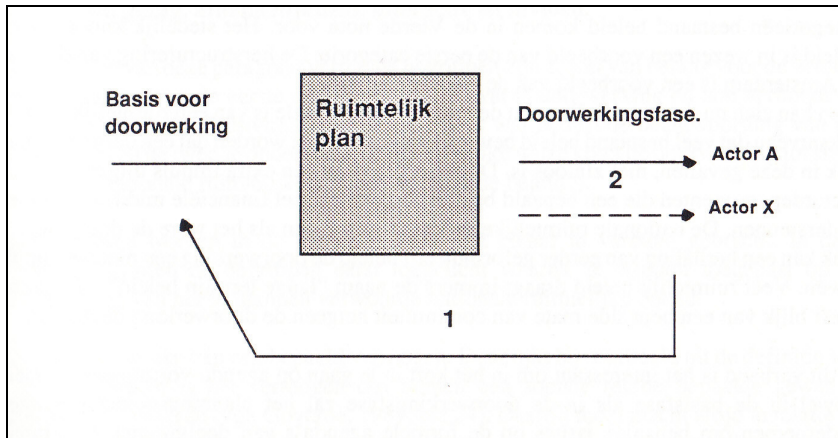 Basis voor
doorwerking
Ruimtelijk
plan
Doorwerkingsfase.
Actor A
2
Actor X
1